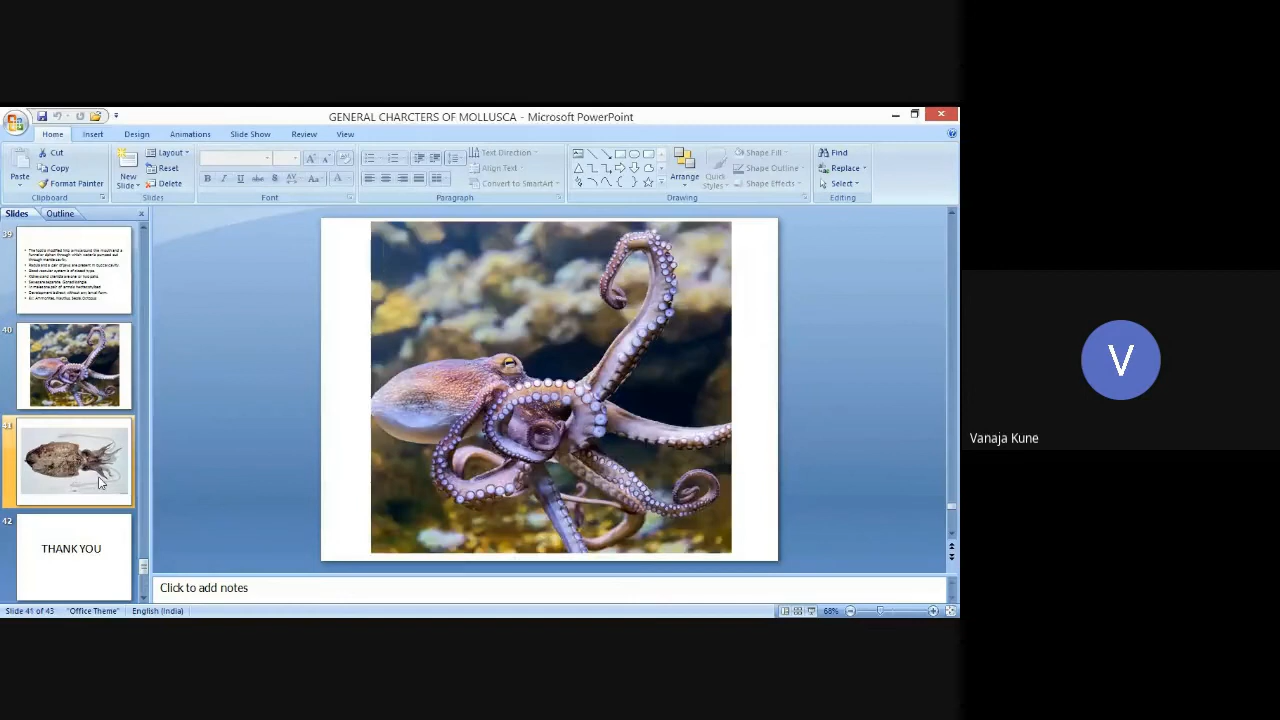 GENERAL CHARCTERS OF MOLLUSCA - Microsoft PowerPoint
Home Insert Design Animations Slide Show Review View
Paste
Cut
Copy
Format Painter
Clipboard
New Slide
Layout
Reset
Delete
Slides
B I U abc S AV Aa A
Font
Text Direction
Align Text
Convert to SmartArt
Paragraph
Arrange
Quick Styles
Shape Fill
Shape Outline
Shape Effects
Drawing
Find
Replace
Select
Editing
Slides Outline
39
40
41
42
THANK YOU
Click to add notes
Slide 41 of 43 "Office Theme" English (India) 68%
V
Vanaja Kune